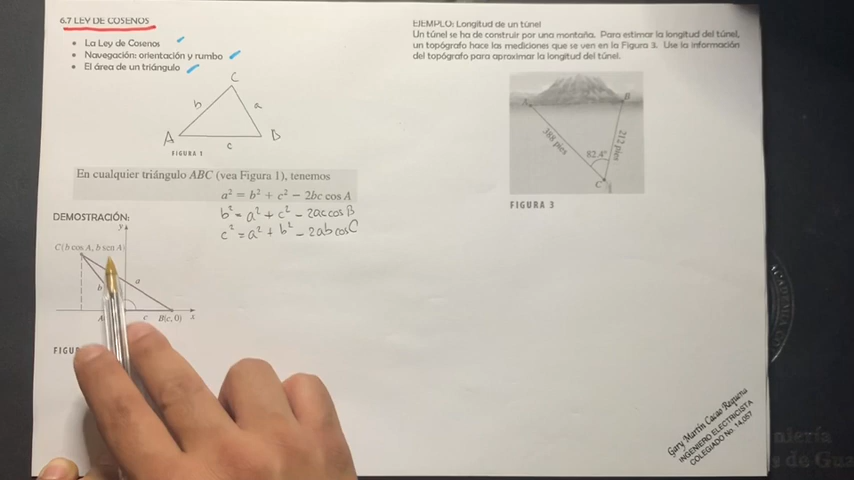 6.7 LEY DE COSENOS
• La Ley de Cosenos
• Navegación: orientación y rumbo
• El área de un triángulo
C
b
a
A
B
c
FIGURA 1
En cualquier triángulo ABC (vea Figura 1), tenemos
a² = b² + c² − 2bc cos A
b² = a² + c² − 2ac cos B
c² = a² + b² − 2ab cos C
DEMOSTRACIÓN:
y
C(b cos A, b sen A)
a
b
A
c
B(c, 0)
x
EJEMPLO: Longitud de un túnel
Un túnel se ha de construir por una montaña. Para estimar la longitud del túnel,
un topógrafo hace las mediciones que se ven en la Figura 3. Use la información
del topógrafo para aproximar la longitud del túnel.
A
B
388 pies
212 pies
82.4°
C
FIGURA 3
Gary Martín Cacao Requena
INGENIERO ELECTRICISTA
COLEGIADO No. 14,057